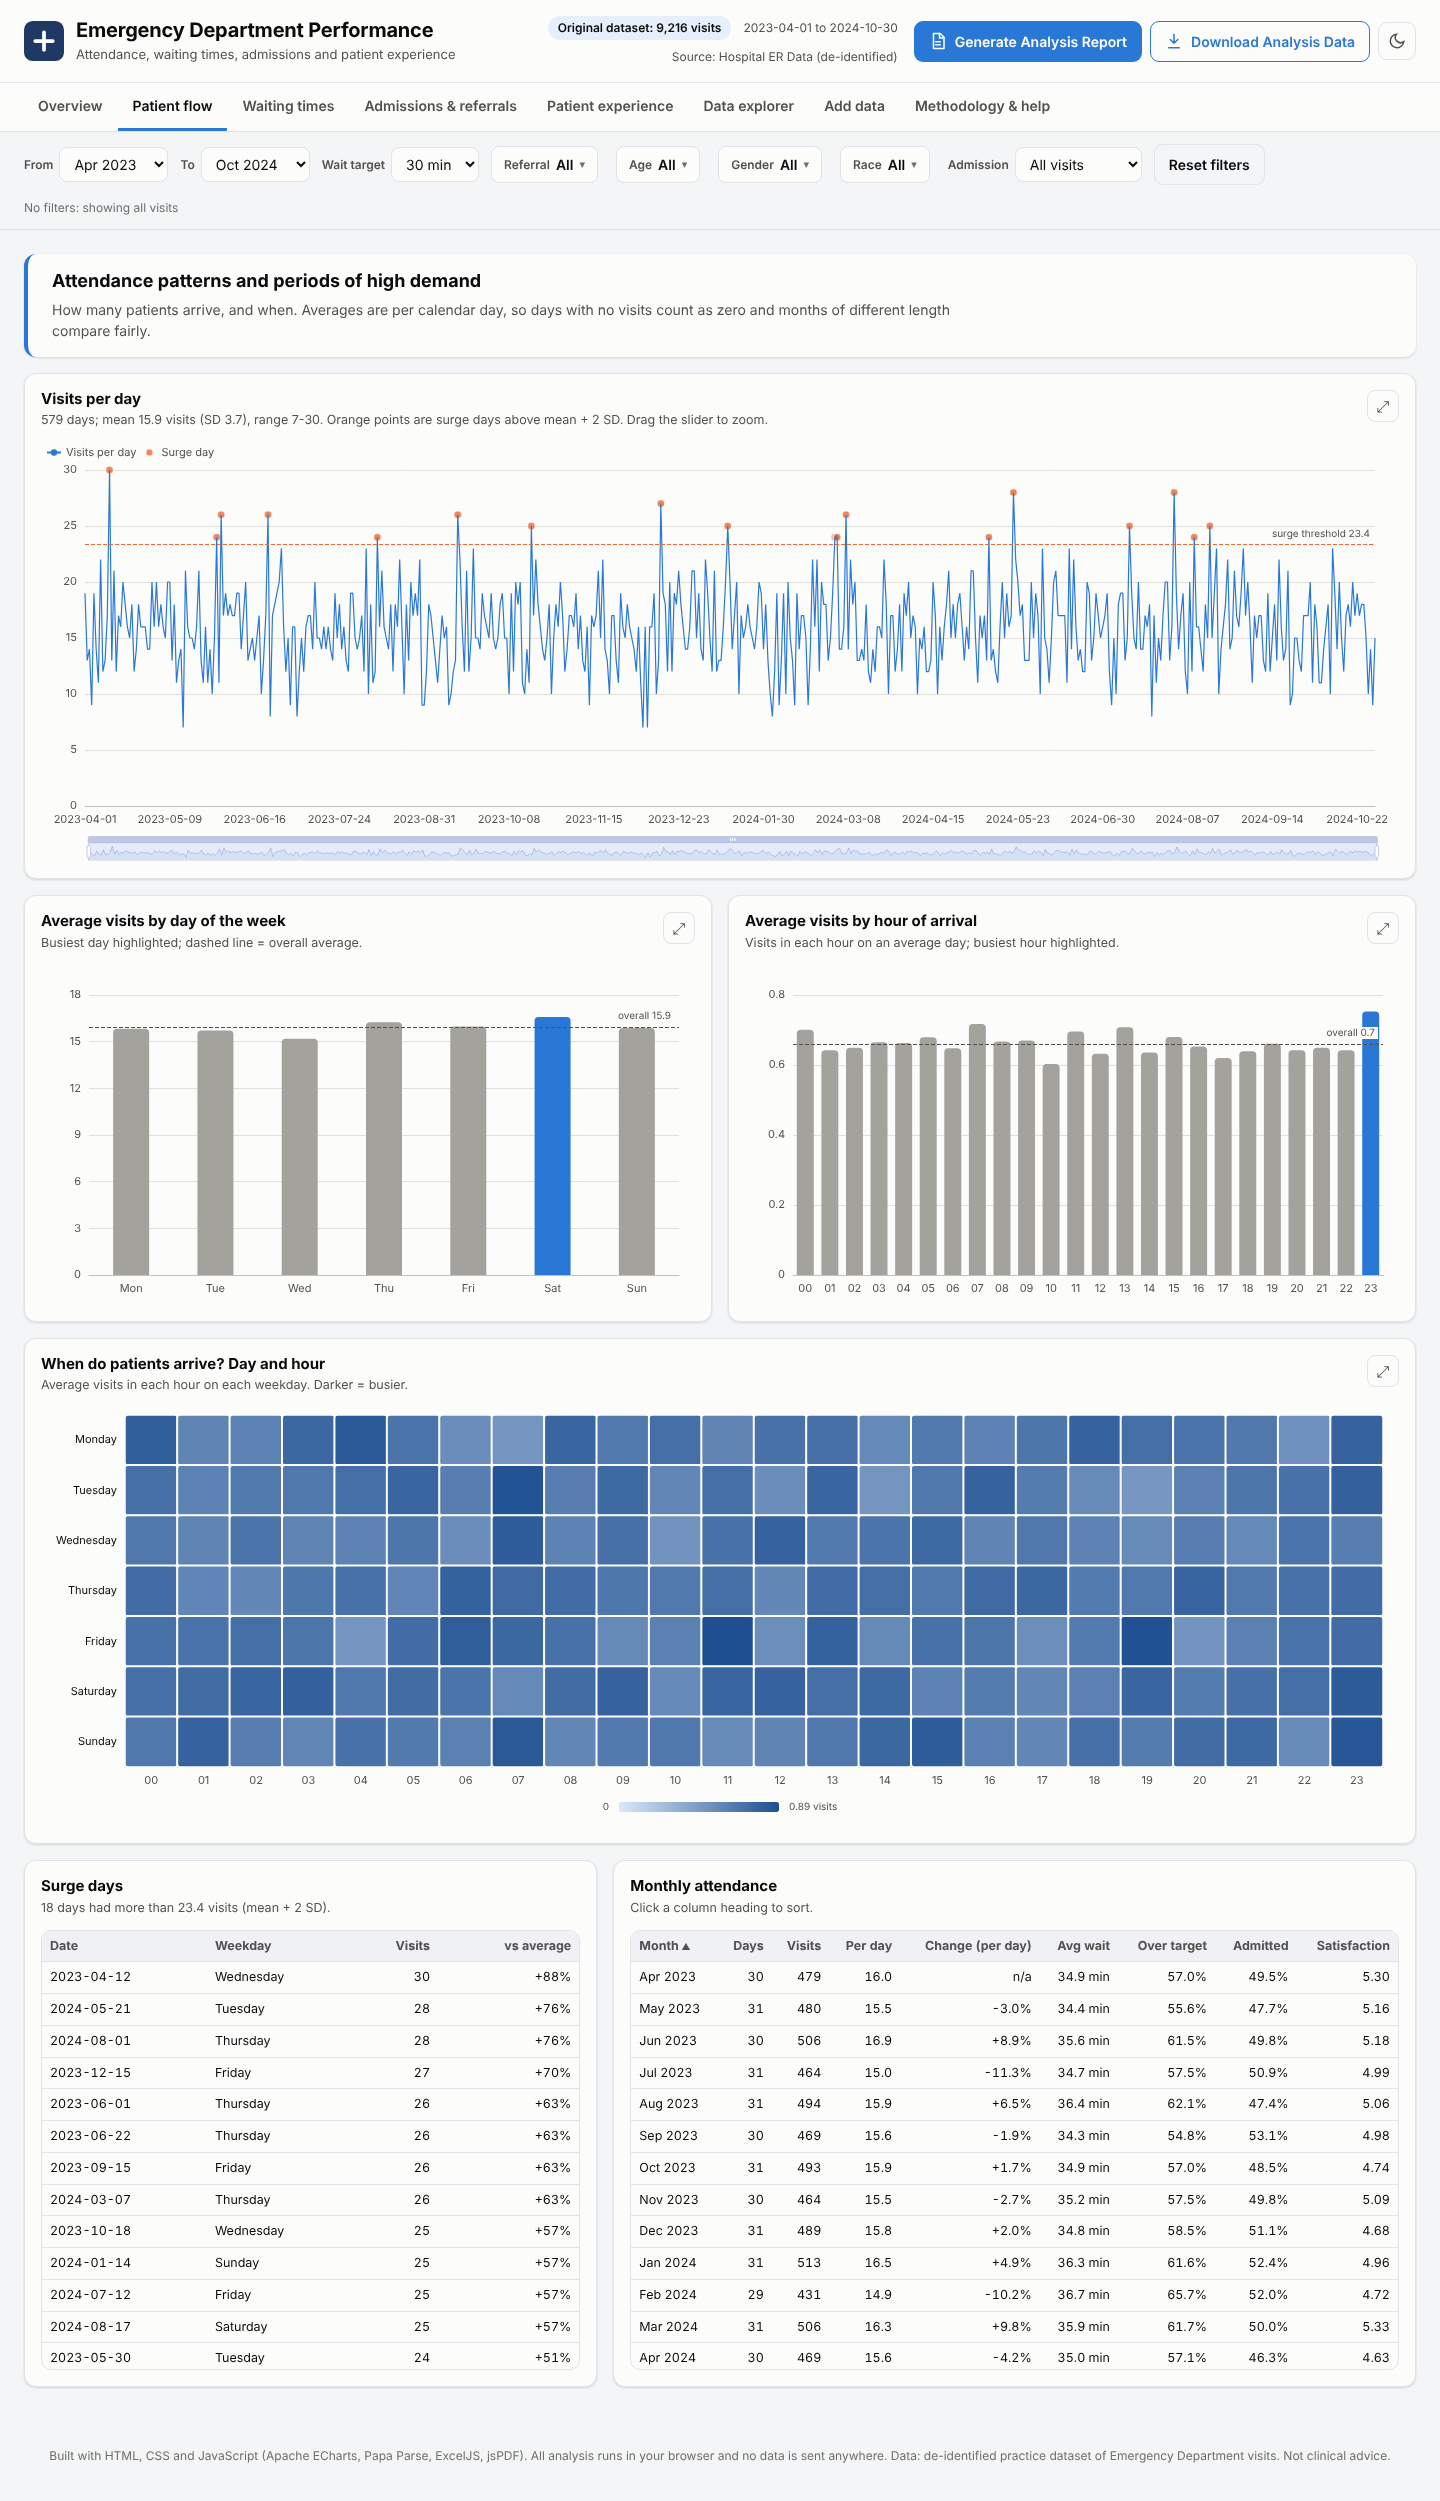 Emergency Department Performance
Attendance, waiting times, admissions and patient experience
Original dataset: 9,216 visits
2023-04-01 to 2024-10-30
Source: Hospital ER Data (de-identified)
Generate Analysis Report
Download Analysis Data
Overview Patient flow Waiting times Admissions & referrals Patient experience Data explorer Add data Methodology & help
From Apr 2023 To Oct 2024 Wait target 30 min Referral All ▾ Age All ▾ Gender All ▾ Race All ▾ Admission All visits Reset filters
No filters: showing all visits
Attendance patterns and periods of high demand
How many patients arrive, and when. Averages are per calendar day, so days with no visits count as zero and months of different length
compare fairly.
Visits per day
579 days; mean 15.9 visits (SD 3.7), range 7-30. Orange points are surge days above mean + 2 SD. Drag the slider to zoom.
Visits per day Surge day
30
25
surge threshold 23.4
20
15
10
5
0
2023-04-01 2023-05-09 2023-06-16 2023-07-24 2023-08-31 2023-10-08 2023-11-15 2023-12-23 2024-01-30 2024-03-08 2024-04-15 2024-05-23 2024-06-30 2024-08-07 2024-09-14 2024-10-22
Average visits by day of the week
Busiest day highlighted; dashed line = overall average.
18
overall 15.9
15
12
9
6
3
0
Mon Tue Wed Thu Fri Sat Sun
Average visits by hour of arrival
Visits in each hour on an average day; busiest hour highlighted.
0.8
overall 0.7
0.6
0.4
0.2
0
00 01 02 03 04 05 06 07 08 09 10 11 12 13 14 15 16 17 18 19 20 21 22 23
When do patients arrive? Day and hour
Average visits in each hour on each weekday. Darker = busier.
Monday
Tuesday
Wednesday
Thursday
Friday
Saturday
Sunday
00 01 02 03 04 05 06 07 08 09 10 11 12 13 14 15 16 17 18 19 20 21 22 23
0 0.89 visits
Surge days
18 days had more than 23.4 visits (mean + 2 SD).
Date Weekday Visits vs average
2023-04-12 Wednesday 30 +88%
2024-05-21 Tuesday 28 +76%
2024-08-01 Thursday 28 +76%
2023-12-15 Friday 27 +70%
2023-06-01 Thursday 26 +63%
2023-06-22 Thursday 26 +63%
2023-09-15 Friday 26 +63%
2024-03-07 Thursday 26 +63%
2023-10-18 Wednesday 25 +57%
2024-01-14 Sunday 25 +57%
2024-07-12 Friday 25 +57%
2024-08-17 Saturday 25 +57%
2023-05-30 Tuesday 24 +51%
Monthly attendance
Click a column heading to sort.
Month ▲ Days Visits Per day Change (per day) Avg wait Over target Admitted Satisfaction
Apr 2023 30 479 16.0 n/a 34.9 min 57.0% 49.5% 5.30
May 2023 31 480 15.5 -3.0% 34.4 min 55.6% 47.7% 5.16
Jun 2023 30 506 16.9 +8.9% 35.6 min 61.5% 49.8% 5.18
Jul 2023 31 464 15.0 -11.3% 34.7 min 57.5% 50.9% 4.99
Aug 2023 31 494 15.9 +6.5% 36.4 min 62.1% 47.4% 5.06
Sep 2023 30 469 15.6 -1.9% 34.3 min 54.8% 53.1% 4.98
Oct 2023 31 493 15.9 +1.7% 34.9 min 57.0% 48.5% 4.74
Nov 2023 30 464 15.5 -2.7% 35.2 min 57.5% 49.8% 5.09
Dec 2023 31 489 15.8 +2.0% 34.8 min 58.5% 51.1% 4.68
Jan 2024 31 513 16.5 +4.9% 36.3 min 61.6% 52.4% 4.96
Feb 2024 29 431 14.9 -10.2% 36.7 min 65.7% 52.0% 4.72
Mar 2024 31 506 16.3 +9.8% 35.9 min 61.7% 50.0% 5.33
Apr 2024 30 469 15.6 -4.2% 35.0 min 57.1% 46.3% 4.63
Built with HTML, CSS and JavaScript (Apache ECharts, Papa Parse, ExcelJS, jsPDF). All analysis runs in your browser and no data is sent anywhere. Data: de-identified practice dataset of Emergency Department visits. Not clinical advice.